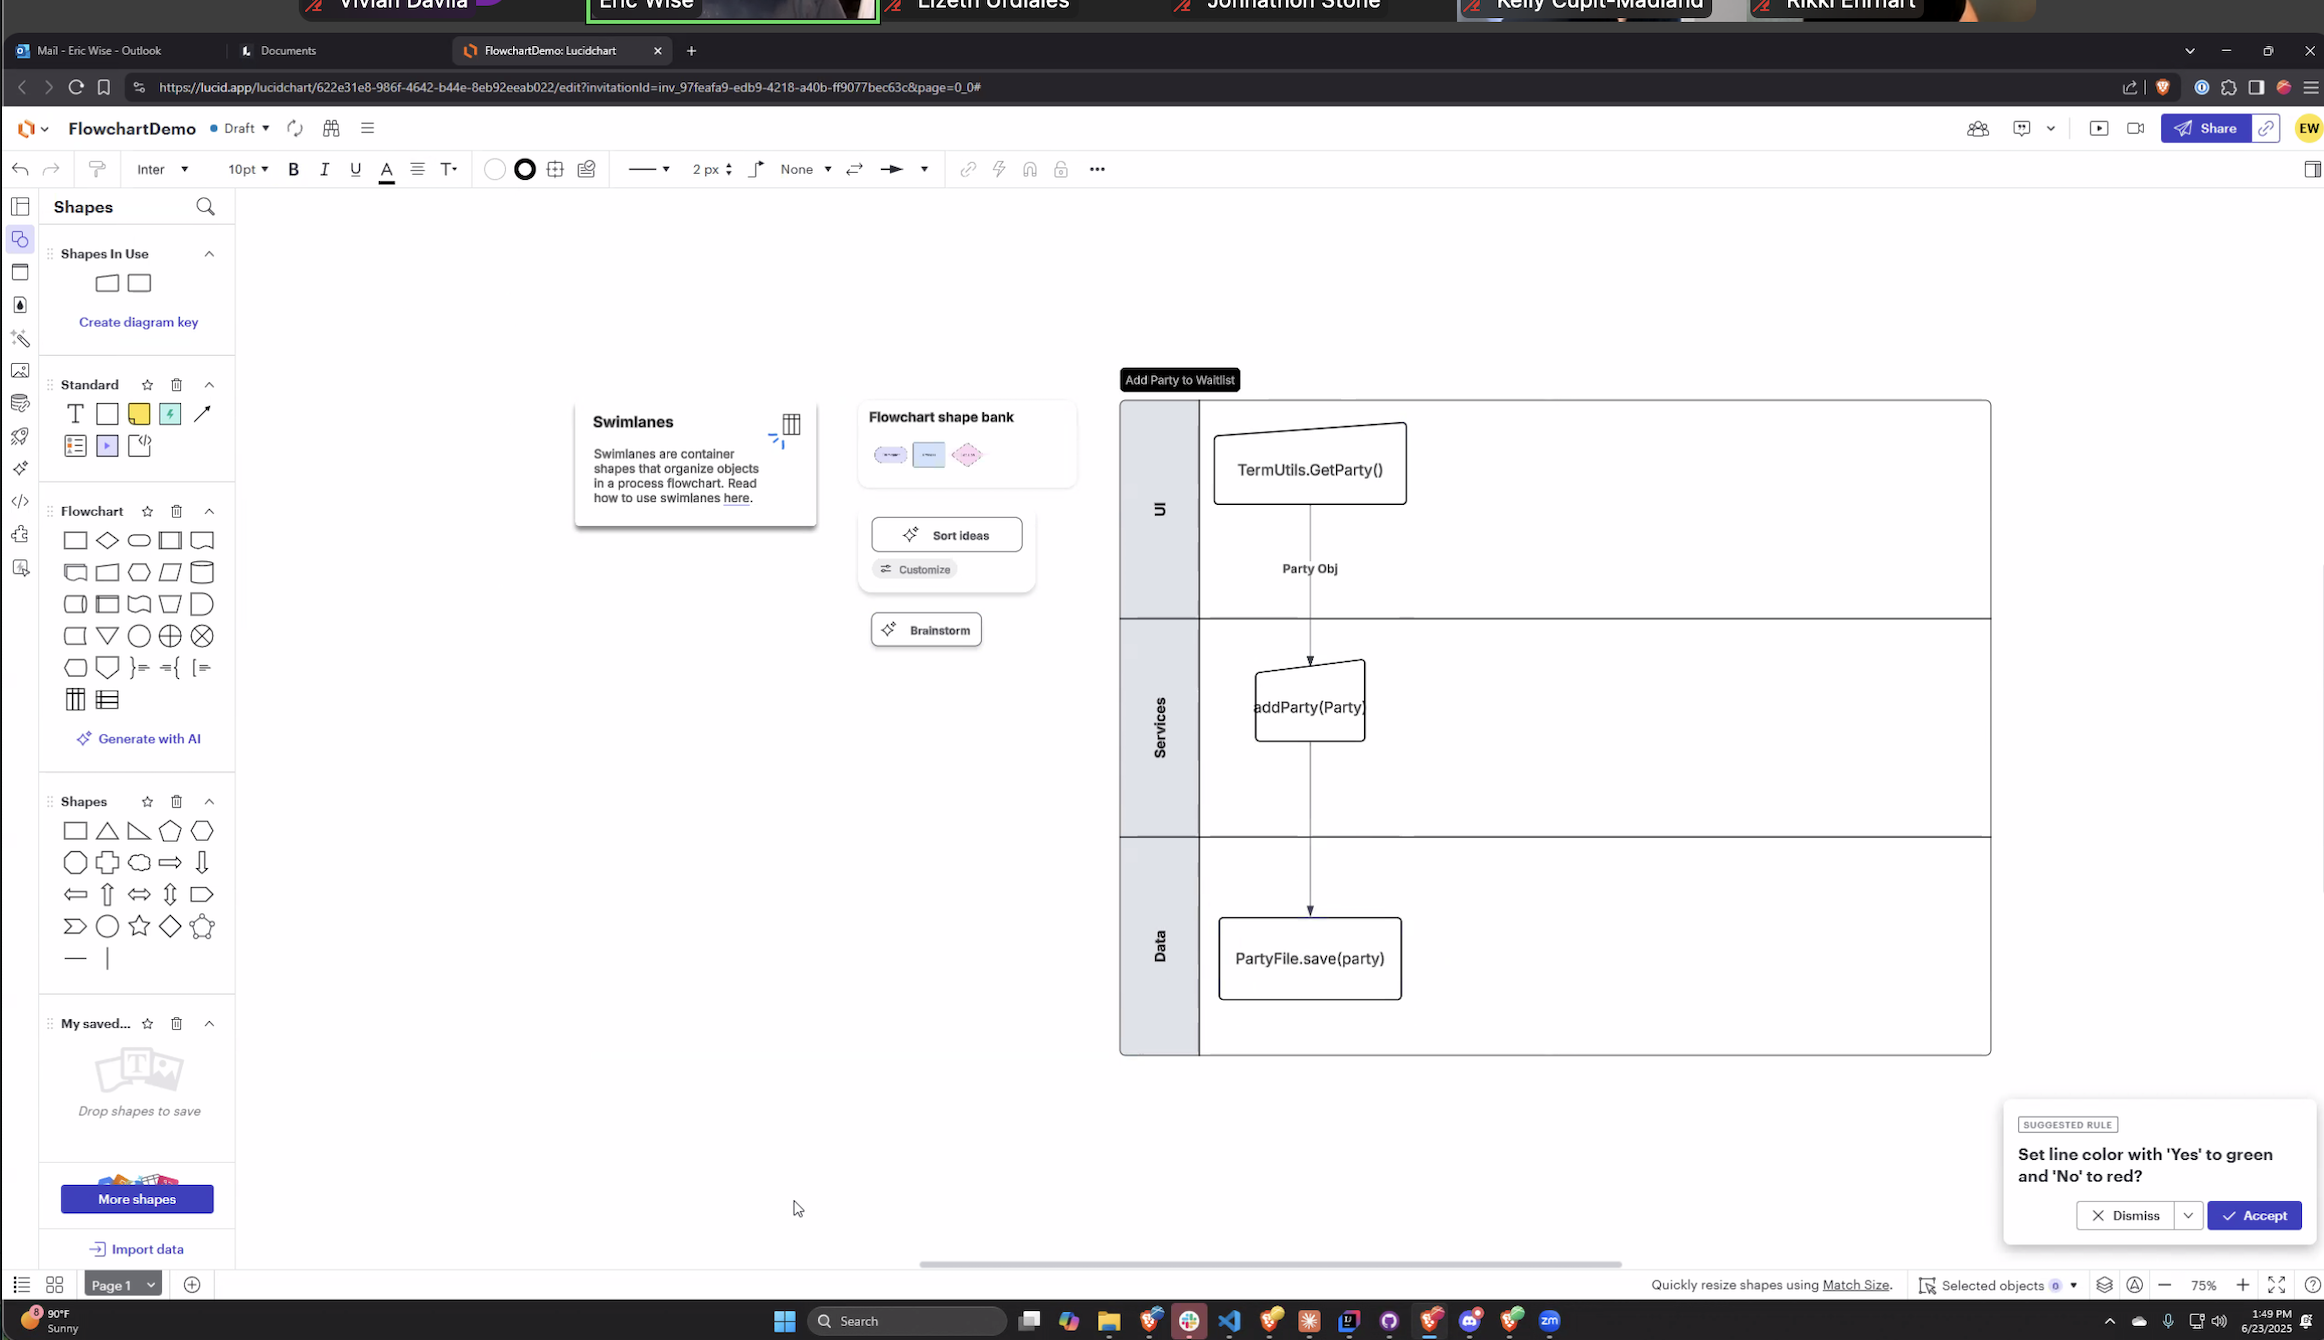 Vivian Davila
Eric Wise
Lizeth Urdiales
Johnathon Stone
Kelly Cupit-Madland
Rikki Ehrhart
Mail - Eric Wise - Outlook
Documents
FlowchartDemo: Lucidchart
https://lucid.app/lucidchart/622e31e8-986f-4642-b44e-8eb92eeab022/edit?invitationId=inv_97feafa9-edb9-4218-a40b-ff9077bec63c&page=0_0#
FlowchartDemo
Draft
Share
EW
Inter
10pt
B
I
U
A
T
2 px
None
Shapes
Shapes In Use
Create diagram key
Standard
Flowchart
Generate with AI
Shapes
My saved...
Drop shapes to save
More shapes
Import data
Swimlanes
Swimlanes are container
shapes that organize objects
in a process flowchart. Read
how to use swimlanes here.
Flowchart shape bank
Sort ideas
Customize
Brainstorm
Add Party to Waitlist
UI
TermUtils.GetParty()
Party Obj
Services
addParty(Party)
Data
PartyFile.save(party)
SUGGESTED RULE
Set line color with 'Yes' to green
and 'No' to red?
Dismiss
Accept
Page 1
Quickly resize shapes using Match Size.
Selected objects
0
75%
8
90°F
Sunny
Search
zm
1:49 PM
6/23/2025